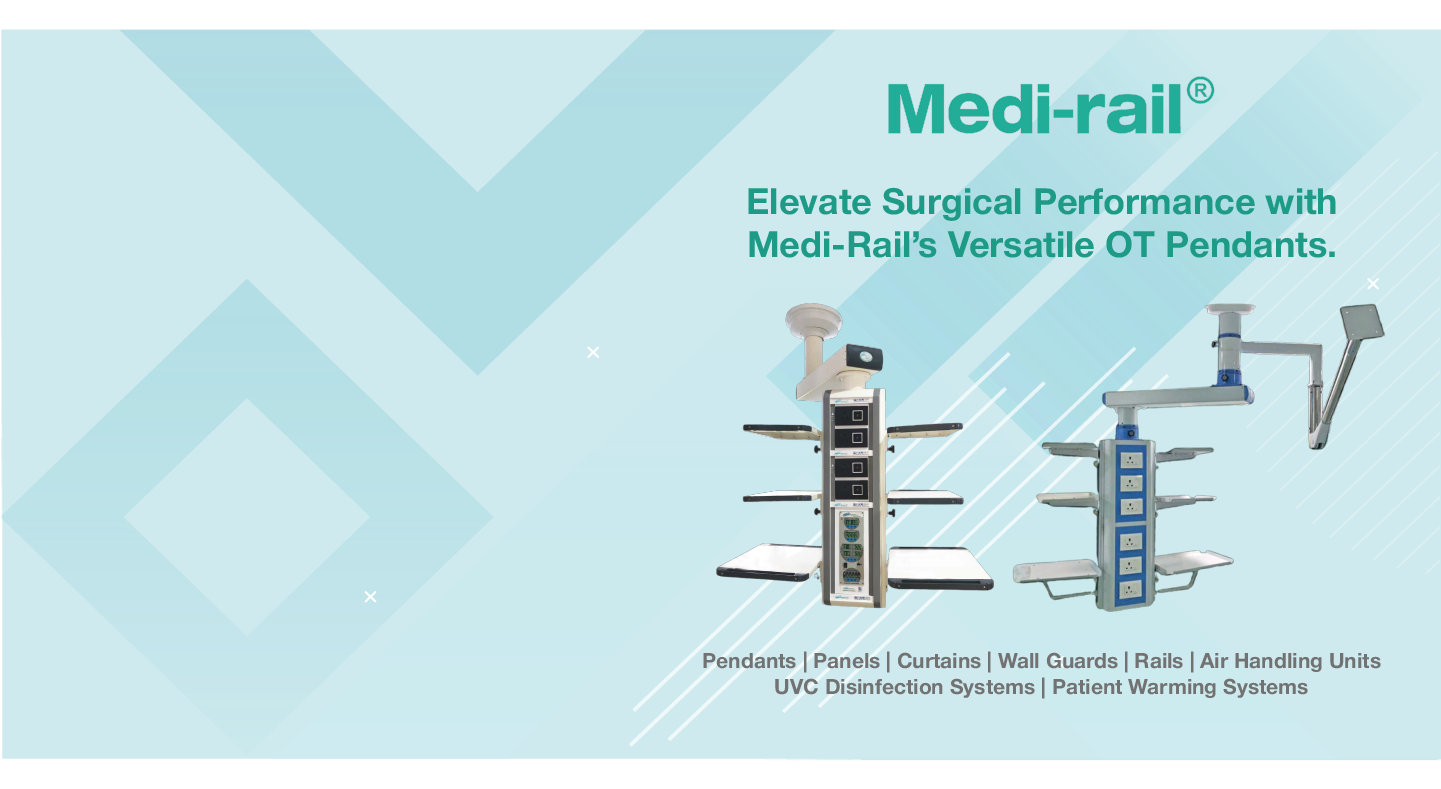 Medi-rail®
Elevate Surgical Performance with
Medi-Rail’s Versatile OT Pendants.
Pendants | Panels | Curtains | Wall Guards | Rails | Air Handling Units
UVC Disinfection Systems | Patient Warming Systems